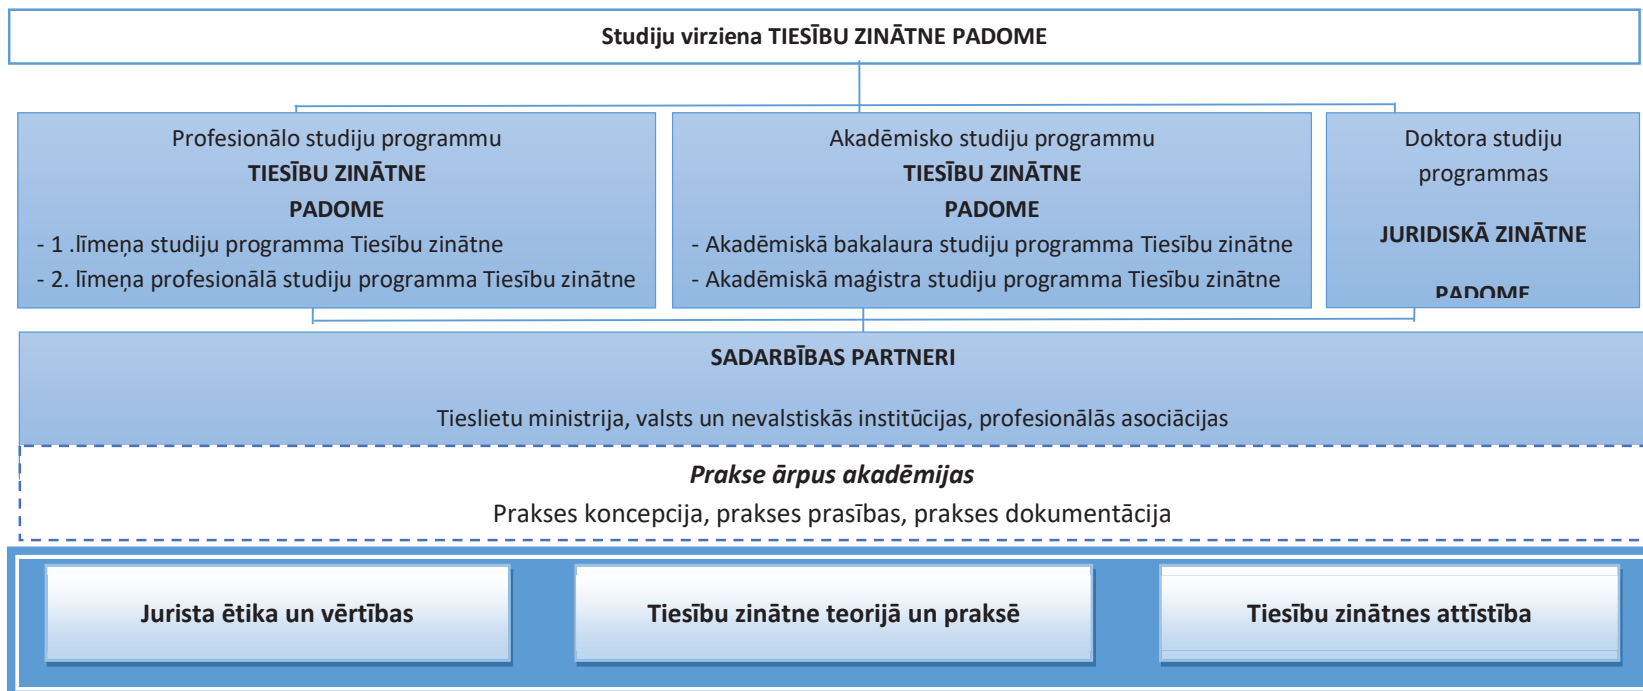 Studiju virziena TIESĪBU ZINĀTNE PADOME
Profesionālo studiju programmu
TIESĪBU ZINĀTNE
PADOME
- 1 .līmeņa studiju programma Tiesību zinātne
- 2. līmeņa profesionālā studiju programma Tiesību zinātne
Akadēmisko studiju programmu
TIESĪBU ZINĀTNE
PADOME
- Akadēmiskā bakalaura studiju programma Tiesību zinātne
- Akadēmiskā maģistra studiju programma Tiesību zinātne
Doktora studiju
programmas
JURIDISKĀ ZINĀTNE
PADOME
SADARBĪBAS PARTNERI
Tieslietu ministrija, valsts un nevalstiskās institūcijas, profesionālās asociācijas
Prakse ārpus akadēmijas
Prakses koncepcija, prakses prasības, prakses dokumentācija
Jurista ētika un vērtības
Tiesību zinātne teorijā un praksē
Tiesību zinātnes attīstība